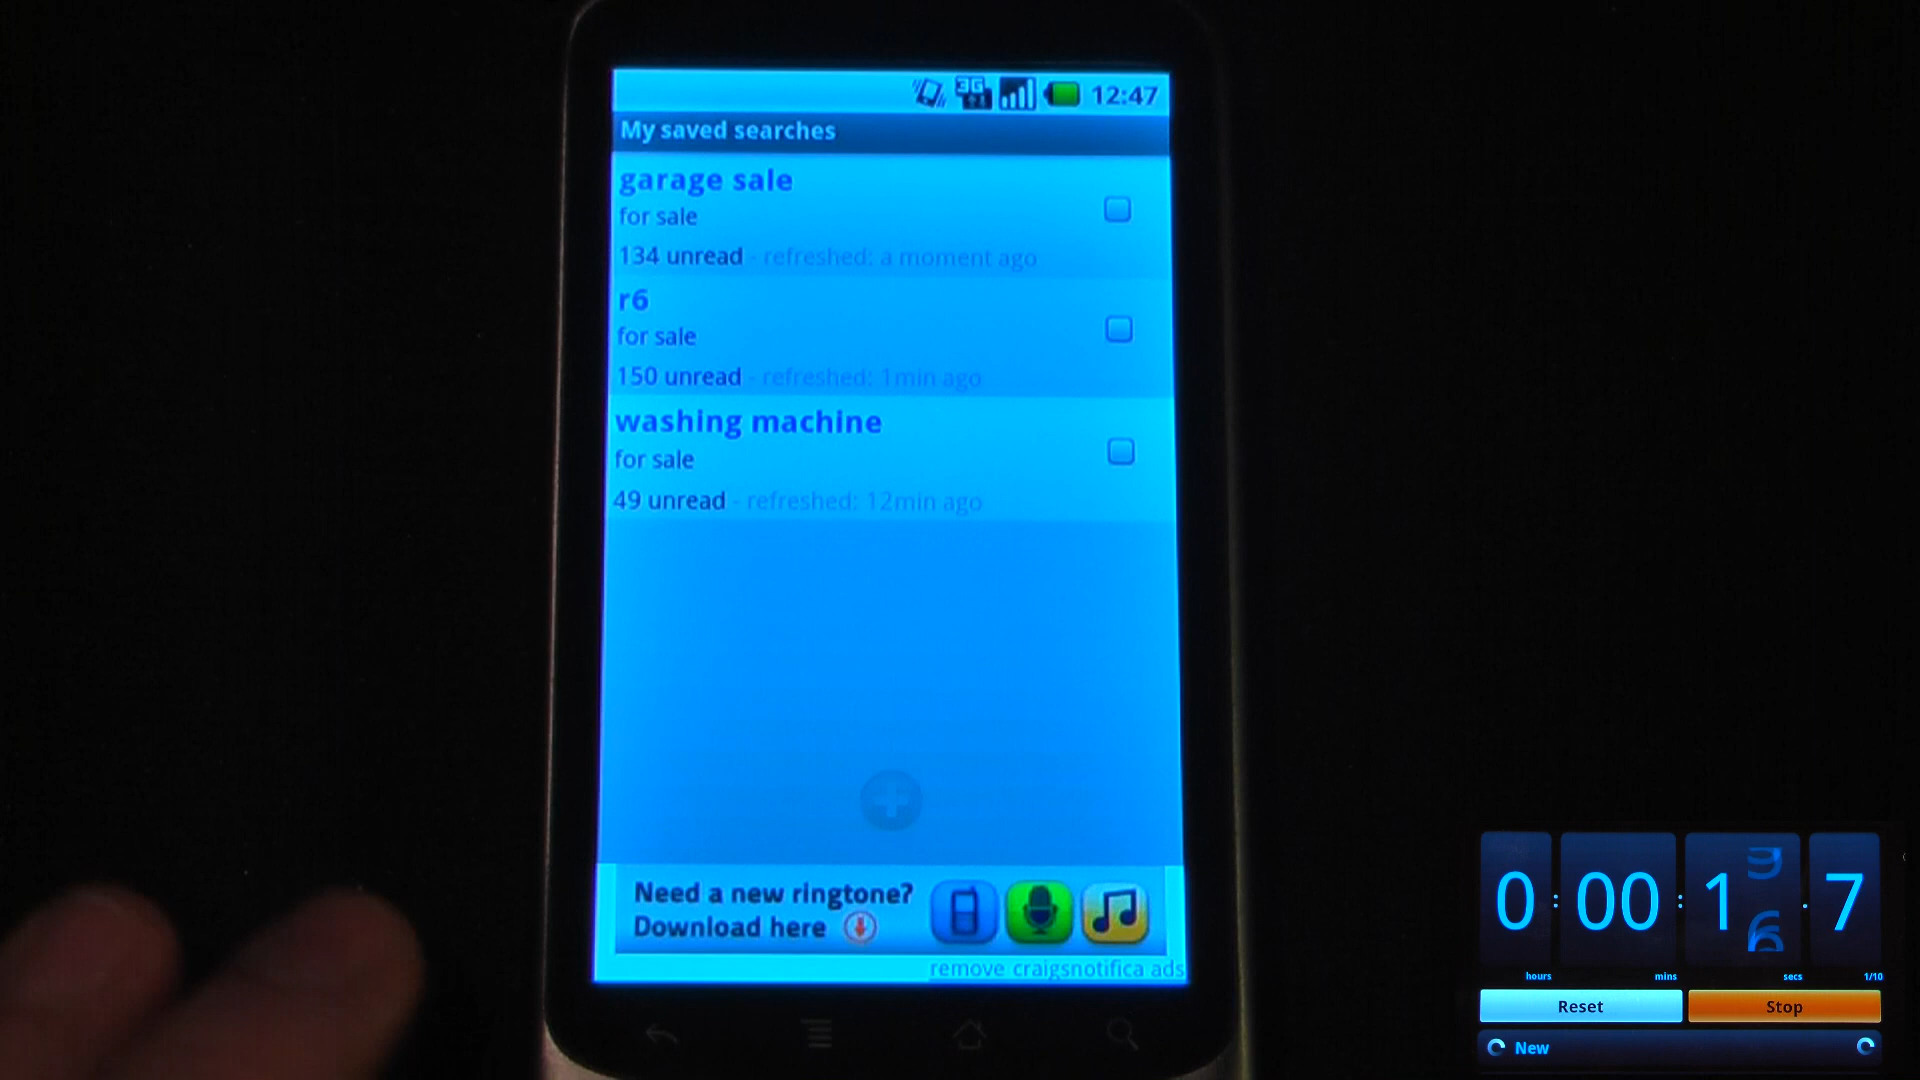 3G 12:47
My saved searches
garage sale
for sale
134 unread - refreshed: a moment ago
r6
for sale
150 unread - refreshed: 1min ago
washing machine
for sale
49 unread - refreshed: 12min ago
Need a new ringtone?
Download here
remove craigsnotifica ads
0 : 00 : 1 . 7
hours mins secs 1/10
Reset Stop
New